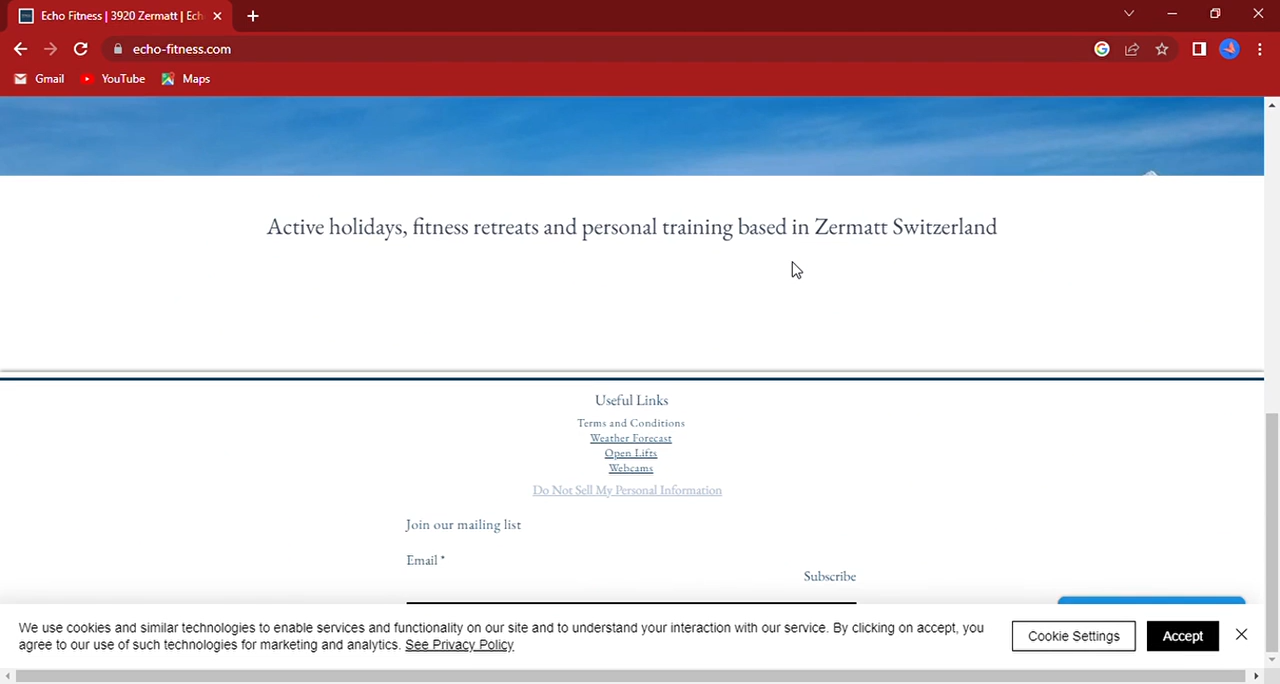 Echo Fitness | 3920 Zermatt | Ech
echo-fitness.com
Gmail YouTube Maps
Active holidays, fitness retreats and personal training based in Zermatt Switzerland
Useful Links
Terms and Conditions
Weather Forecast
Open Lifts
Webcams
Do Not Sell My Personal Information
Join our mailing list
Email *
Subscribe
We use cookies and similar technologies to enable services and functionality on our site and to understand your interaction with our service. By clicking on accept, you
agree to our use of such technologies for marketing and analytics. See Privacy Policy
Cookie Settings
Accept